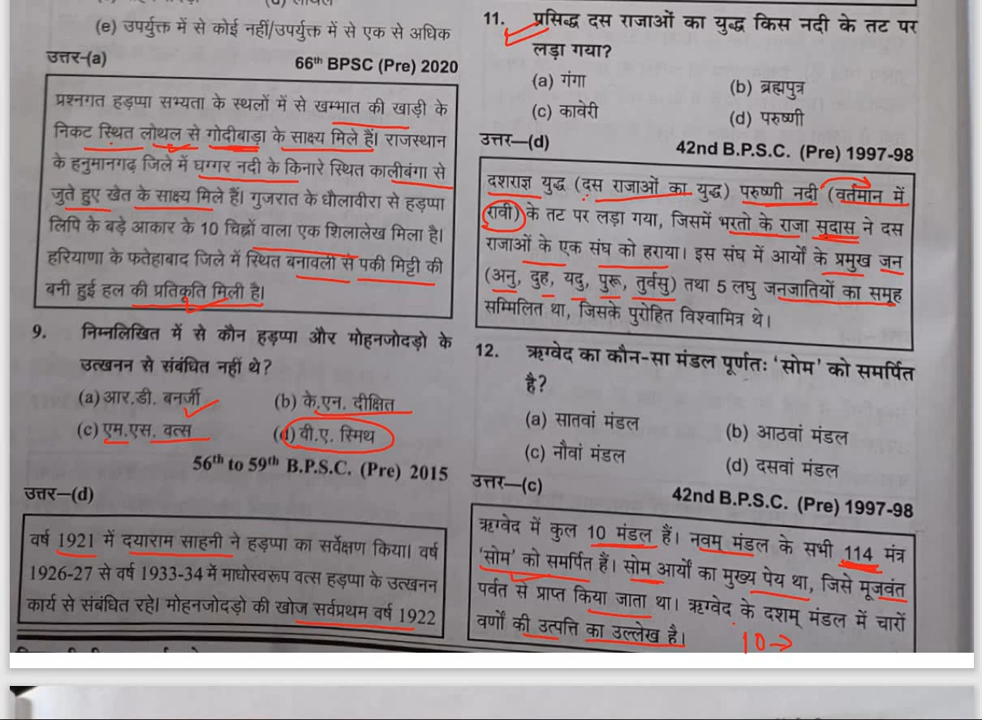 (e) उपर्युक्त में से कोई नहीं/उपर्युक्त में से एक से अधिक
उत्तर-(a)
66th BPSC (Pre) 2020
प्रश्नगत हड़प्पा सभ्यता के स्थलों में से खम्भात की खाड़ी के
निकट स्थित लोथल से गोदीबाड़ा के साक्ष्य मिले हैं। राजस्थान
के हनुमानगढ़ जिले में घग्गर नदी के किनारे स्थित कालीबंगा से
जुते हुए खेत के साक्ष्य मिले हैं। गुजरात के धौलावीरा से हड़प्पा
लिपि के बड़े आकार के 10 चिह्नों वाला एक शिलालेख मिला है।
हरियाणा के फतेहाबाद जिले में स्थित बनावली से पकी मिट्टी की
बनी हुई हल की प्रतिकृति मिली है।
9. निम्नलिखित में से कौन हड़प्पा और मोहनजोदड़ो के
उत्खनन से संबंधित नहीं थे?
(a) आर.डी. बनर्जी
(b) के.एन. दीक्षित
(c) एम.एस. वत्स
(d) वी.ए. स्मिथ
56th to 59th B.P.S.C. (Pre) 2015
उत्तर—(d)
वर्ष 1921 में दयाराम साहनी ने हड़प्पा का सर्वेक्षण किया। वर्ष
1926-27 से वर्ष 1933-34 में माधोस्वरूप वत्स हड़प्पा के उत्खनन
कार्य से संबंधित रहे। मोहनजोदड़ो की खोज सर्वप्रथम वर्ष 1922
11. प्रसिद्ध दस राजाओं का युद्ध किस नदी के तट पर
लड़ा गया?
(a) गंगा
(b) ब्रह्मपुत्र
(c) कावेरी
(d) परुष्णी
उत्तर—(d)
42nd B.P.S.C. (Pre) 1997-98
दशराज्ञ युद्ध (दस राजाओं का युद्ध) परुष्णी नदी (वर्तमान में
रावी) के तट पर लड़ा गया, जिसमें भरतो के राजा सुदास ने दस
राजाओं के एक संघ को हराया। इस संघ में आर्यों के प्रमुख जन
(अनु, दुह, यदु, पुरू, तुर्वसु) तथा 5 लघु जनजातियों का समूह
सम्मिलित था, जिसके पुरोहित विश्वामित्र थे।
12. ऋग्वेद का कौन-सा मंडल पूर्णतः 'सोम' को समर्पित
है?
(a) सातवां मंडल
(b) आठवां मंडल
(c) नौवां मंडल
(d) दसवां मंडल
उत्तर—(c)
42nd B.P.S.C. (Pre) 1997-98
ऋग्वेद में कुल 10 मंडल हैं। नवम् मंडल के सभी 114 मंत्र
'सोम' को समर्पित हैं। सोम आर्यों का मुख्य पेय था, जिसे मूजवंत
पर्वत से प्राप्त किया जाता था। ऋग्वेद के दशम् मंडल में चारों
वर्णों की उत्पत्ति का उल्लेख है।
10→